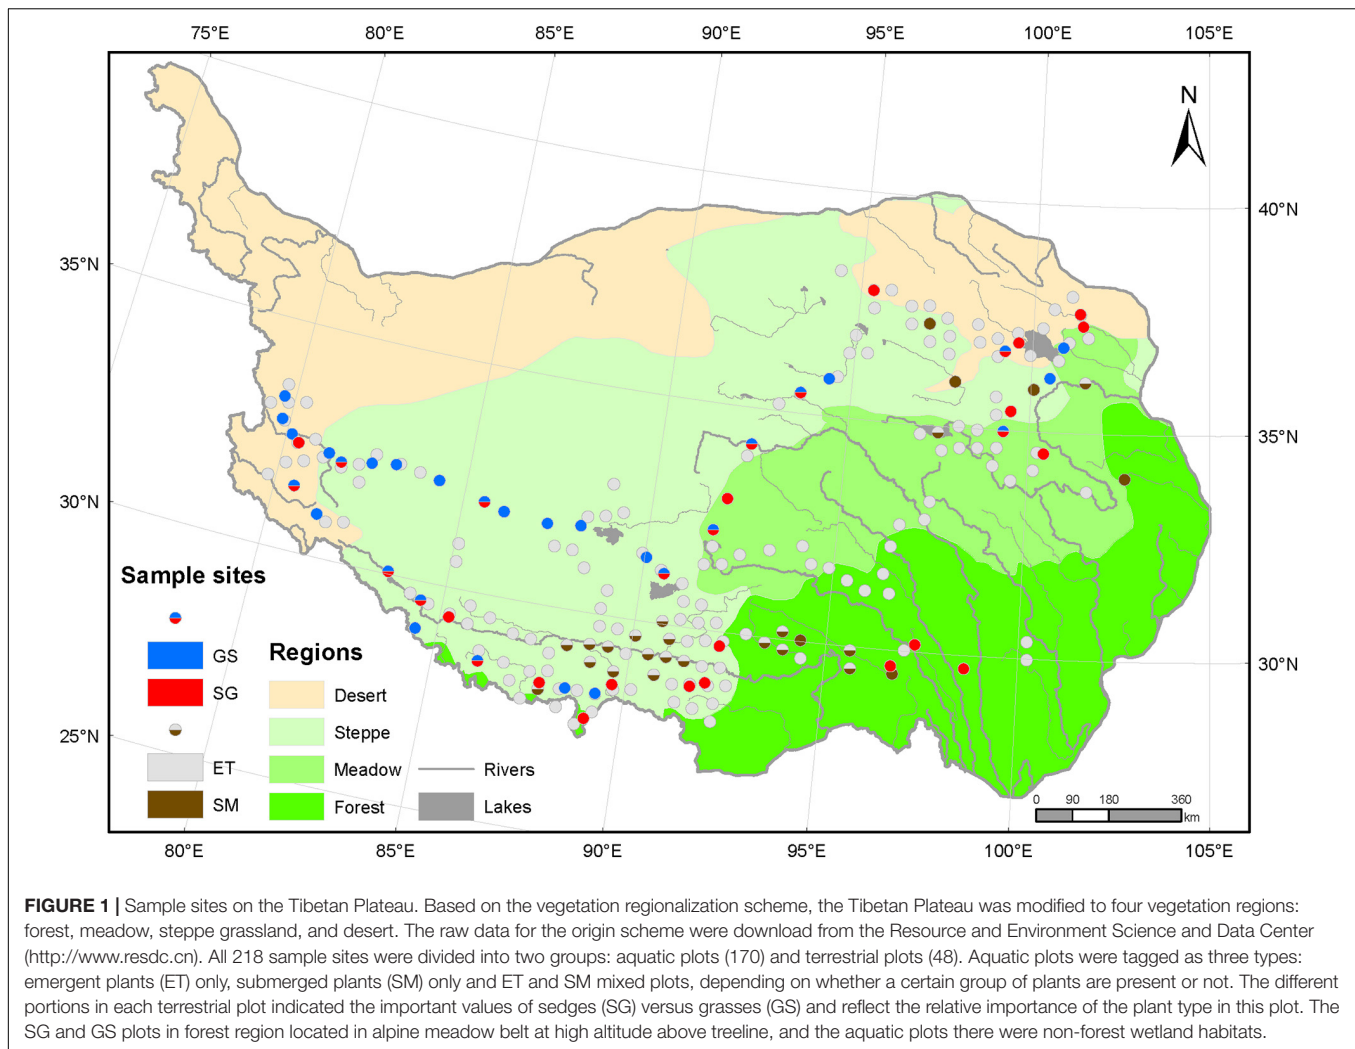 75°E 80°E 85°E 90°E 95°E 100°E 105°E
N
40°N
35°N
35°N
30°N
30°N
25°N
Sample sites
GS
SG
ET
SM
Regions
Desert
Steppe
Meadow
Forest
Rivers
Lakes
0 90 180 360
km
80°E 85°E 90°E 95°E 100°E 105°E
FIGURE 1 | Sample sites on the Tibetan Plateau. Based on the vegetation regionalization scheme, the Tibetan Plateau was modified to four vegetation regions:
forest, meadow, steppe grassland, and desert. The raw data for the origin scheme were download from the Resource and Environment Science and Data Center
(http://www.resdc.cn). All 218 sample sites were divided into two groups: aquatic plots (170) and terrestrial plots (48). Aquatic plots were tagged as three types:
emergent plants (ET) only, submerged plants (SM) only and ET and SM mixed plots, depending on whether a certain group of plants are present or not. The different
portions in each terrestrial plot indicated the important values of sedges (SG) versus grasses (GS) and reflect the relative importance of the plant type in this plot. The
SG and GS plots in forest region located in alpine meadow belt at high altitude above treeline, and the aquatic plots there were non-forest wetland habitats.